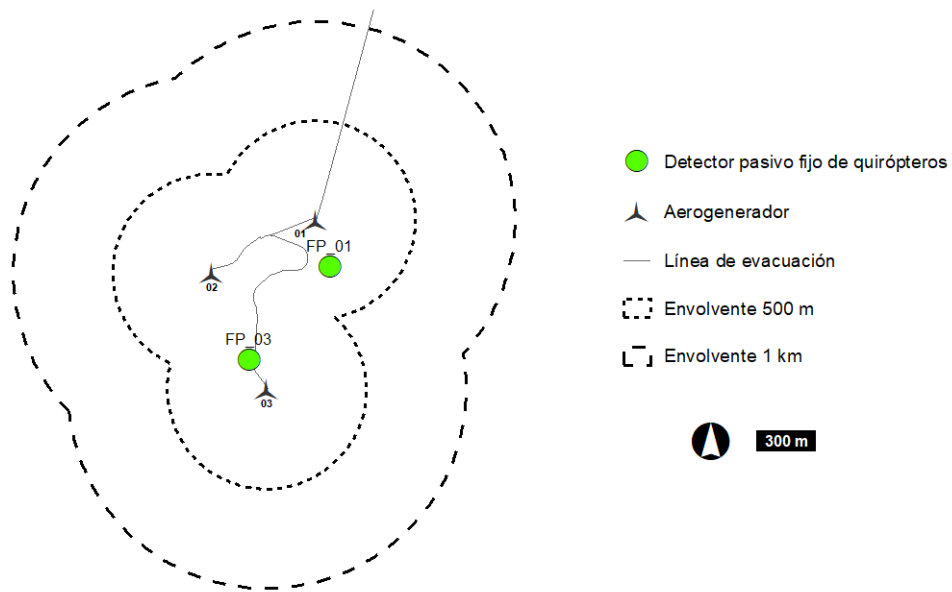 01
FP_01
02
FP_03
03
Detector pasivo fijo de quirópteros
Aerogenerador
Línea de evacuación
Envolvente 500 m
Envolvente 1 km
300 m